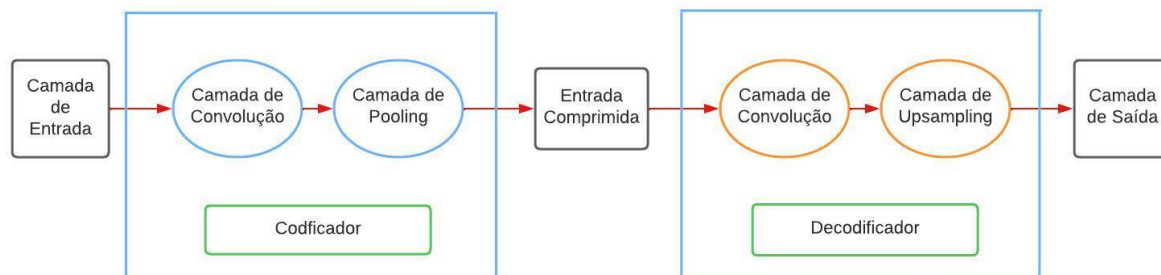 Camada
de
Entrada
Camada de
Convolução
Camada de
Pooling
Entrada
Comprimida
Camada de
Convolução
Camada de
Upsampling
Camada
de Saída
Codficador
Decodificador